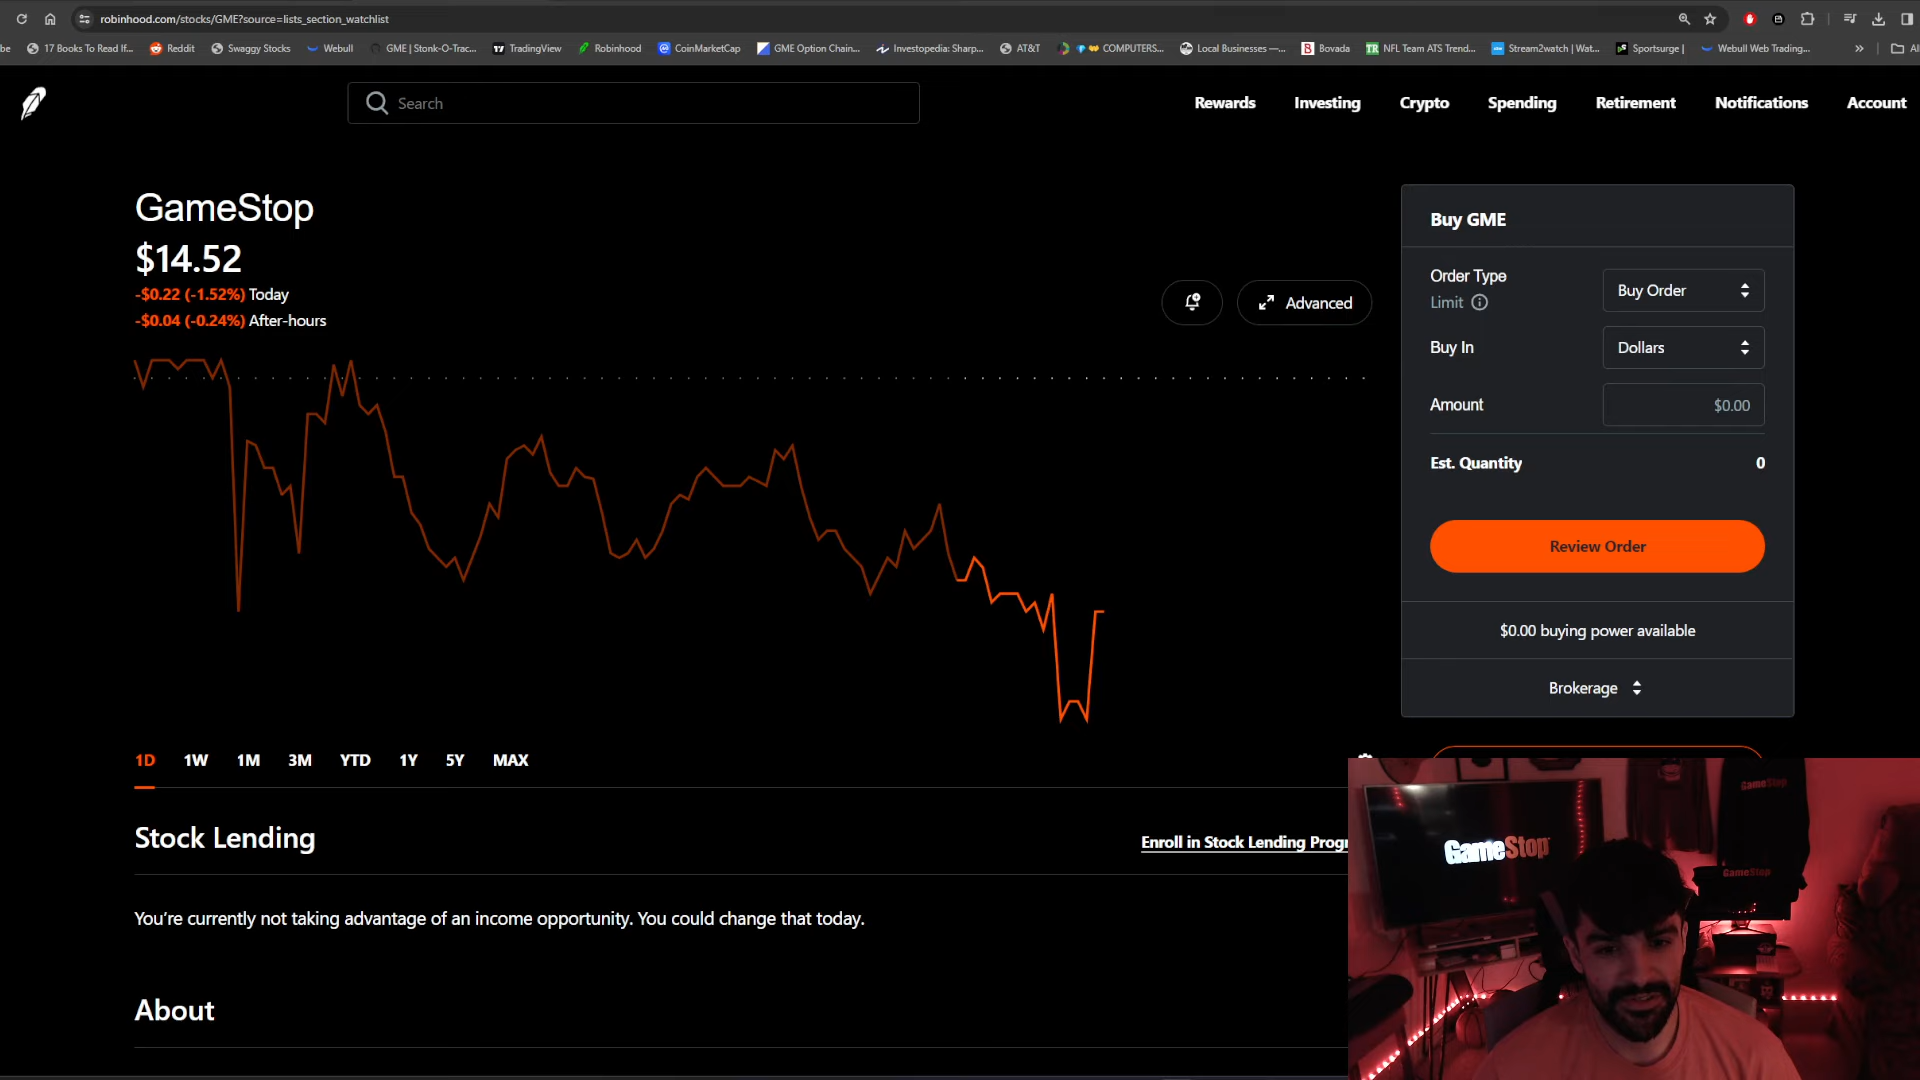 robinhood.com/stocks/GME?source=lists_section_watchlist
be 17 Books To Read If... Reddit Swaggy Stocks Webull GME | Stonk-O-Trac... TradingView Robinhood CoinMarketCap GME Option Chain... Investopedia: Sharp... AT&T COMPUTERS... Local Businesses —... Bovada NFL Team ATS Trend... Stream2watch | Wat... Sportsurge | Webull Web Trading... » Al
Search
Rewards Investing Crypto Spending Retirement Notifications Account
GameStop
$14.52
-$0.22 (-1.52%) Today
-$0.04 (-0.24%) After-hours
Advanced
Buy GME
Order Type
Limit
Buy Order
Buy In Dollars
Amount $0.00
Est. Quantity 0
Review Order
$0.00 buying power available
Brokerage
1D 1W 1M 3M YTD 1Y 5Y MAX
Stock Lending
Enroll in Stock Lending Progr
You’re currently not taking advantage of an income opportunity. You could change that today.
About
GameStop
GameStop
GameStop